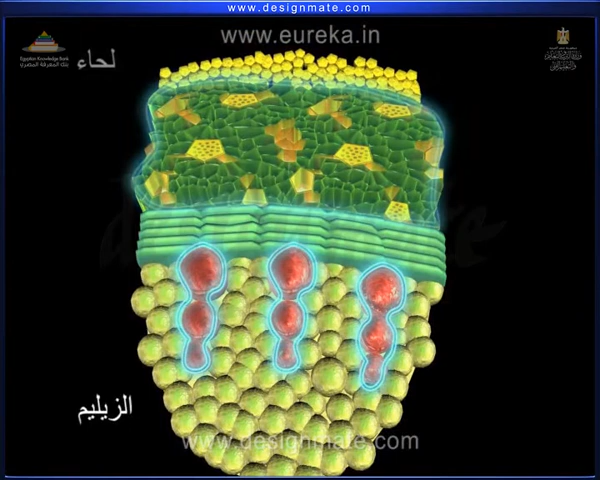 www.designmate.com
www.eureka.in
Egyptian Knowledge Bank
بنك المعرفة المصري
لحاء
الزيليم
www.designmate.com